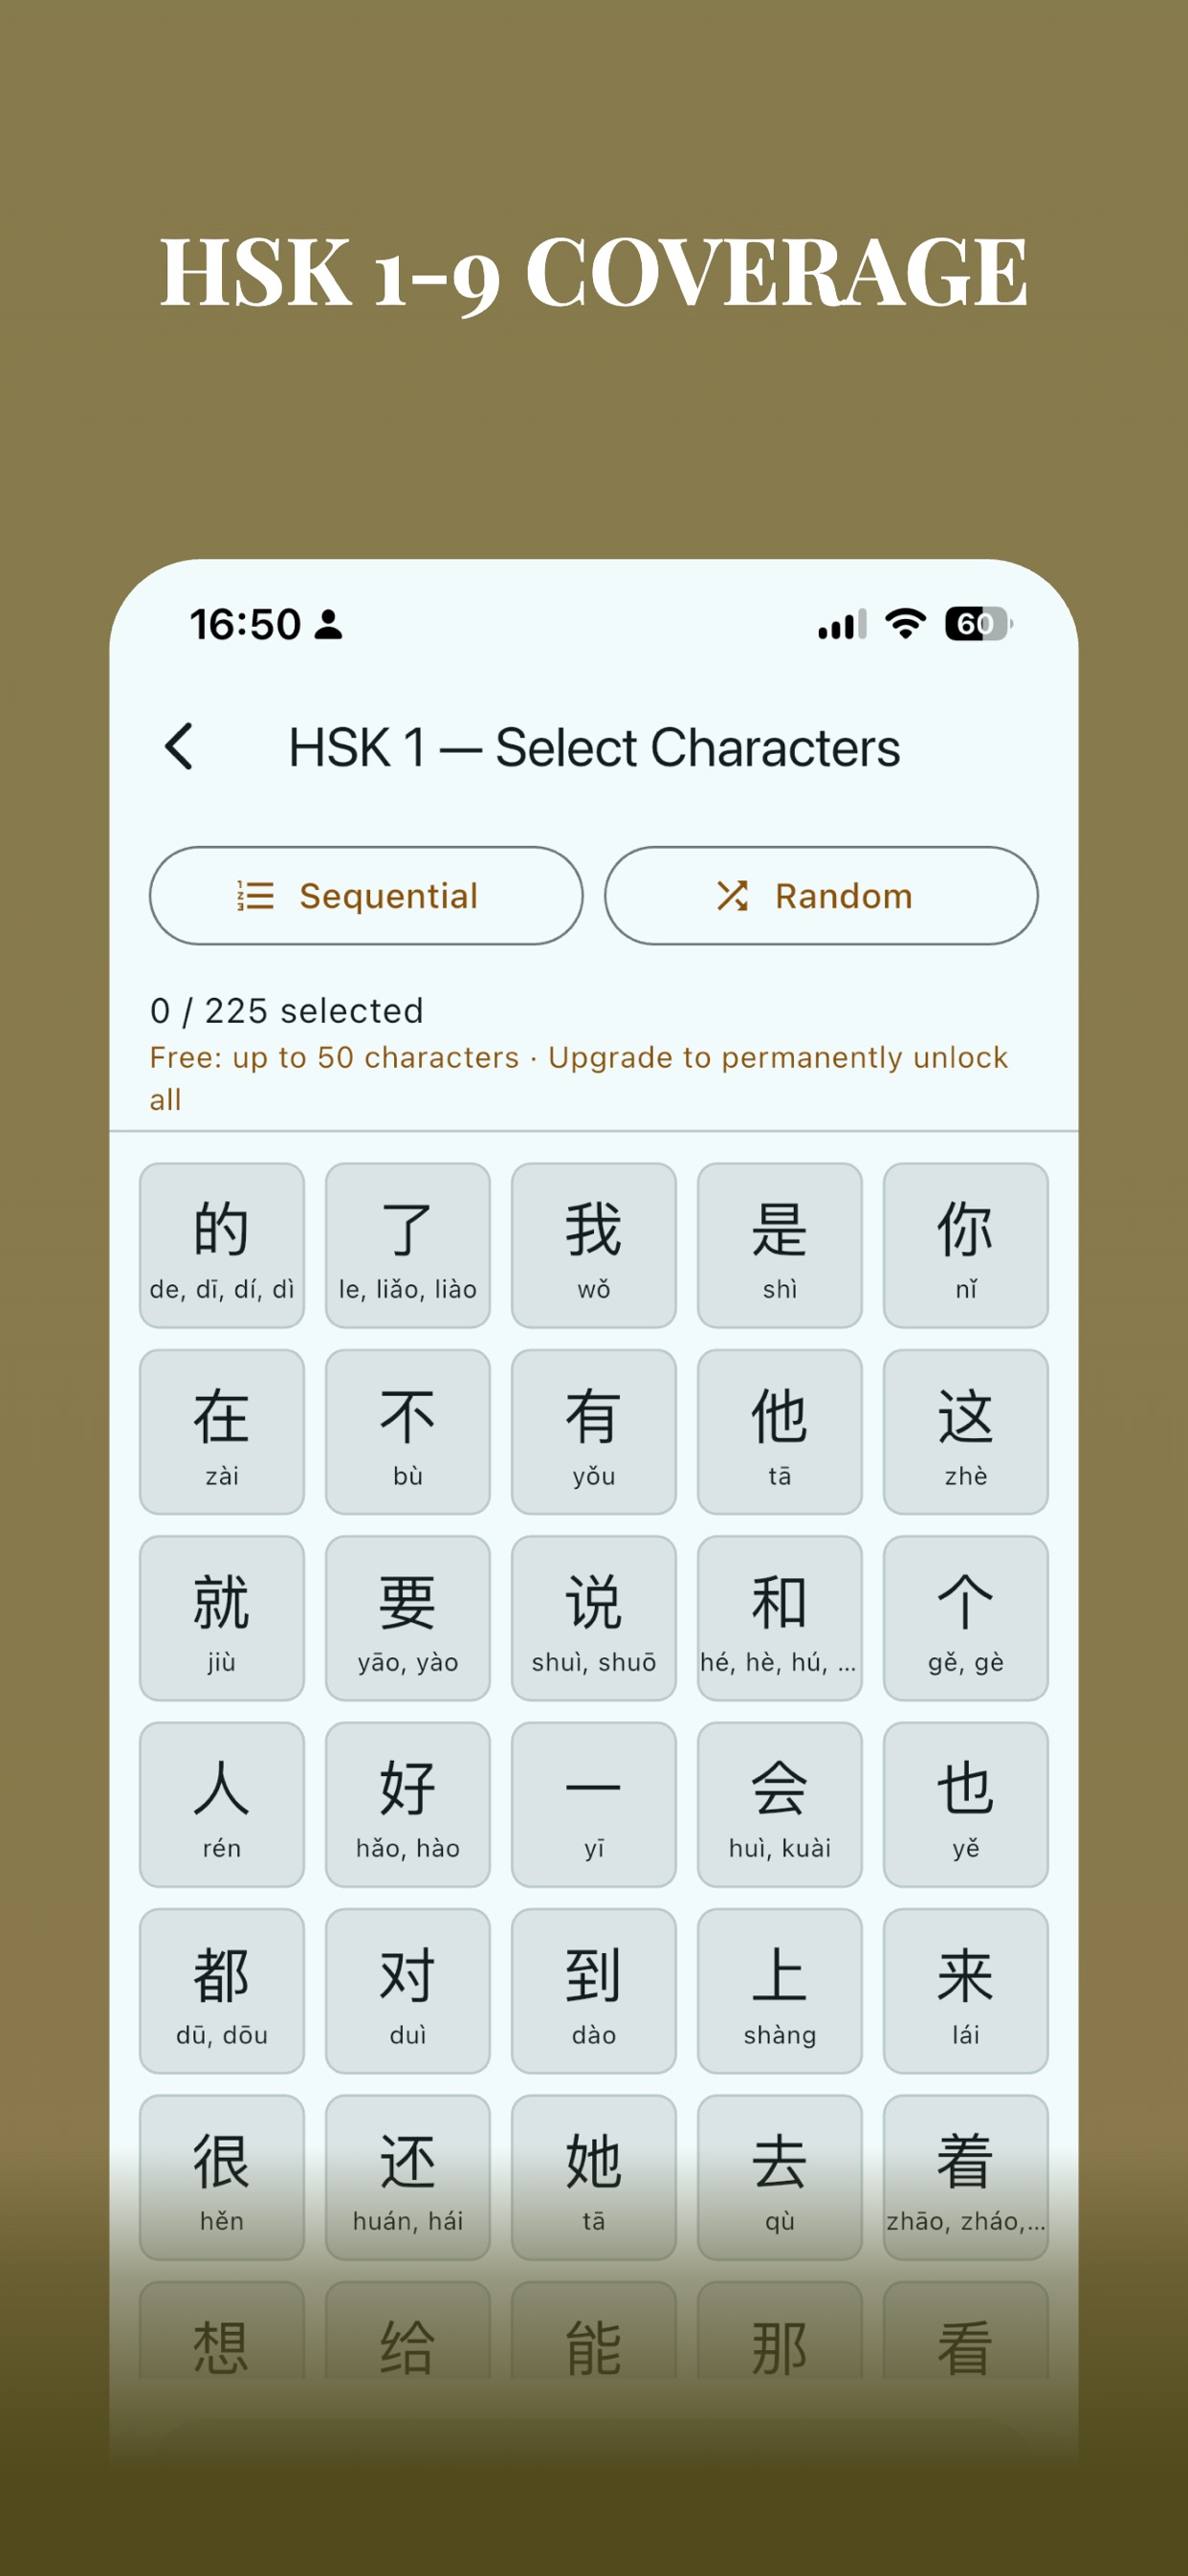 HSK 1-9 COVERAGE
16:50
60
HSK 1 — Select Characters
Sequential
Random
0 / 225 selected
Free: up to 50 characters · Upgrade to permanently unlock
all
的 了 我 是 你
de, dī, dí, dì le, liǎo, liào wǒ shì nǐ
在 不 有 他 这
zài bù yǒu tā zhè
就 要 说 和 个
jiù yāo, yào shuì, shuō hé, hè, hú, ... gě, gè
人 好 一 会 也
rén hǎo, hào yī huì, kuài yě
都 对 到 上 来
dū, dōu duì dào shàng lái
很 还 她 去 着
hěn huán, hái tā qù zhāo, zháo,...
想 给 能 那 看